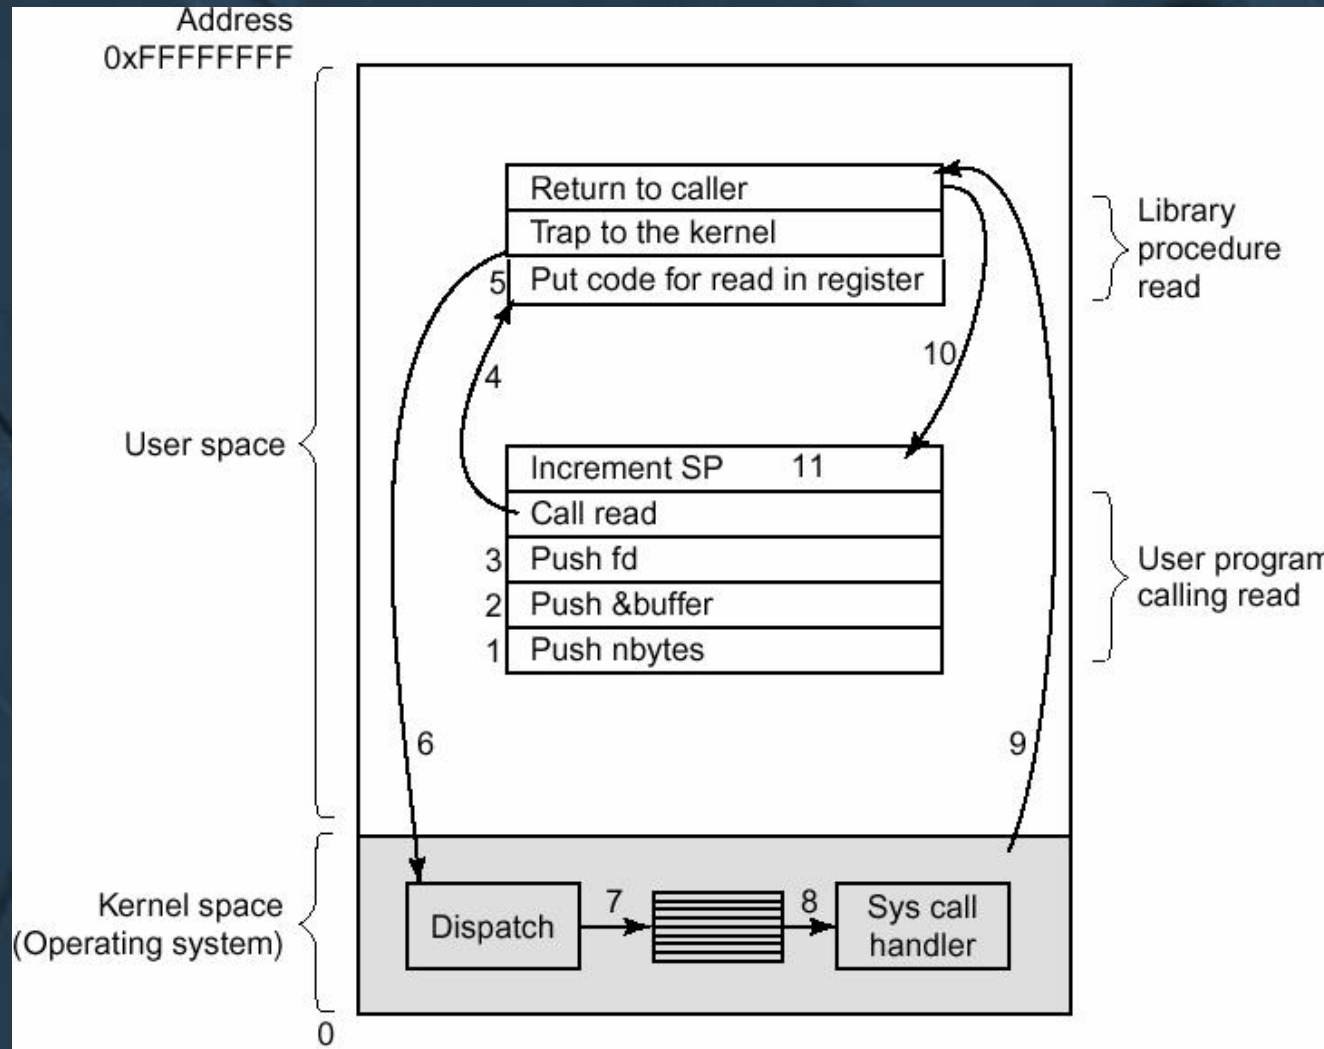 Address
0xFFFFFFFF
Return to caller
Trap to the kernel
5 Put code for read in register
Library
procedure
read
4
10
User space
Increment SP 11
Call read
3 Push fd
2 Push &buffer
1 Push nbytes
User program
calling read
6
9
Kernel space
(Operating system)
Dispatch
7
8
Sys call
handler
0